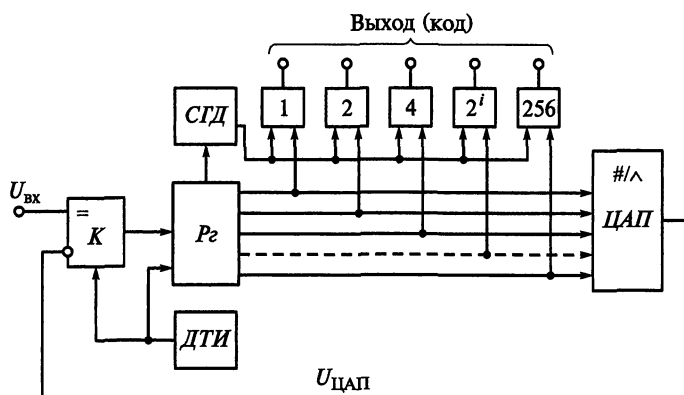 Выход (код)
СГД
1
2
4
2^i
256
#/∧
ЦАП
U_вх
=
К
Рг
ДТИ
U_ЦАП